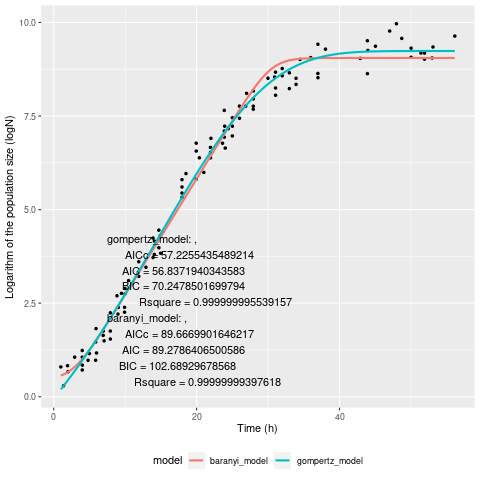 10.0
7.5
5.0
2.5
0.0
Logarithm of the population size (logN)
gompertz_model: ,
AICc = 57.2255435489214
AIC = 56.8371940343583
BIC = 70.2478501699794
Rsquare = 0.999999995539157
baranyi_model: ,
AICc = 89.6669901646217
AIC = 89.2786406500586
BIC = 102.68929678568
Rsquare = 0.99999999397618
0 20 40
Time (h)
model baranyi_model gompertz_model